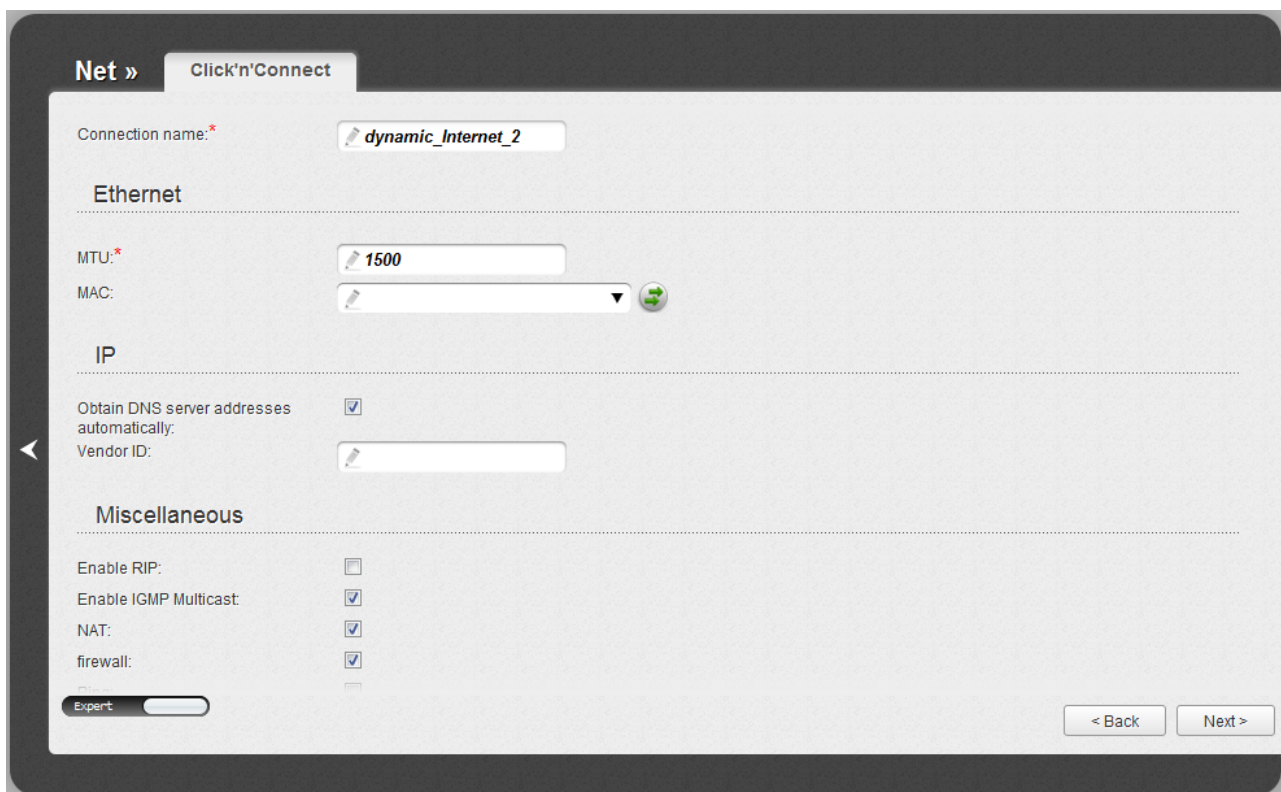 Net »
Click'n'Connect
Connection name:*
dynamic_Internet_2
Ethernet
MTU:*
1500
MAC:
IP
Obtain DNS server addresses
automatically:
Vendor ID:
Miscellaneous
Enable RIP:
Enable IGMP Multicast:
NAT:
firewall:
Expert
< Back
Next >